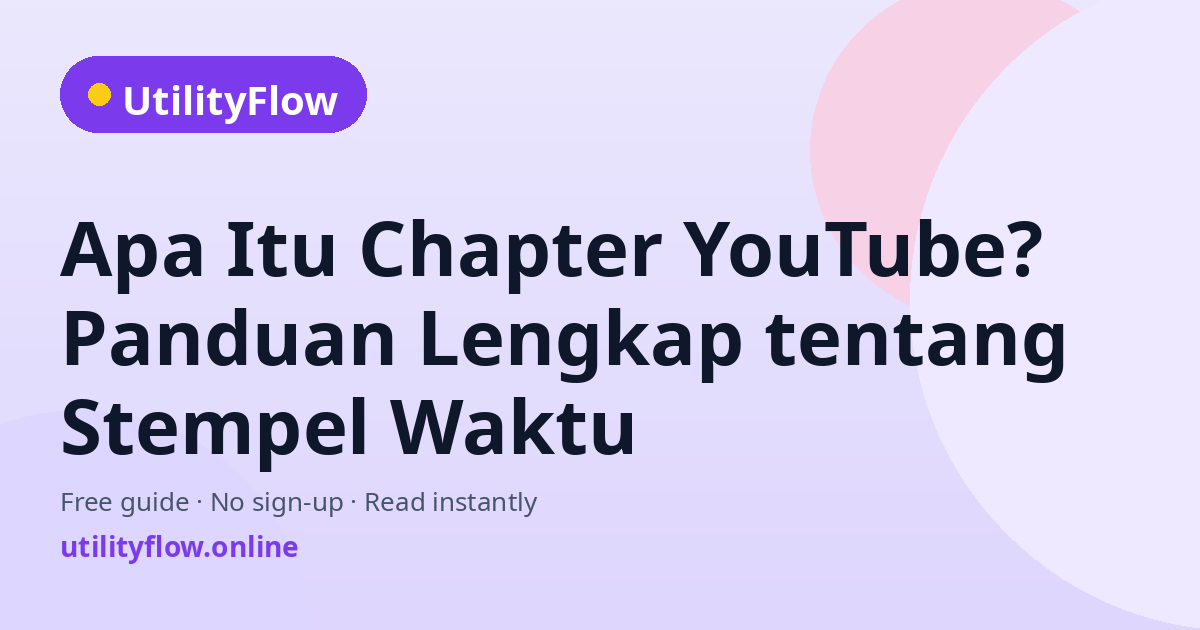 UtilityFlow
Apa Itu Chapter YouTube?
Panduan Lengkap tentang
Stempel Waktu
Free guide · No sign-up · Read instantly
utilityflow.online